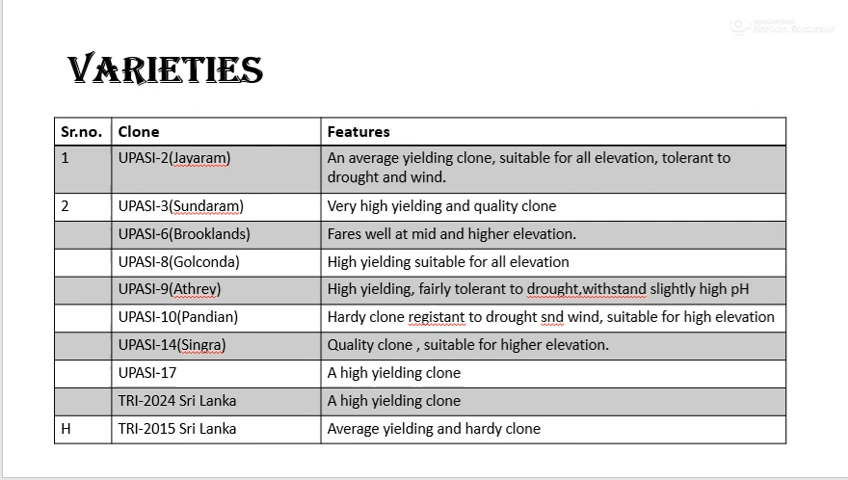 VARIETIES
Sr.no. Clone Features
1 UPASI-2(Jayaram) An average yielding clone, suitable for all elevation, tolerant to
drought and wind.
2 UPASI-3(Sundaram) Very high yielding and quality clone
UPASI-6(Brooklands) Fares well at mid and higher elevation.
UPASI-8(Golconda) High yielding suitable for all elevation
UPASI-9(Athrey) High yielding, fairly tolerant to drought,withstand slightly high pH
UPASI-10(Pandian) Hardy clone registant to drought snd wind, suitable for high elevation
UPASI-14(Singra) Quality clone , suitable for higher elevation.
UPASI-17 A high yielding clone
TRI-2024 Sri Lanka A high yielding clone
H TRI-2015 Sri Lanka Average yielding and hardy clone